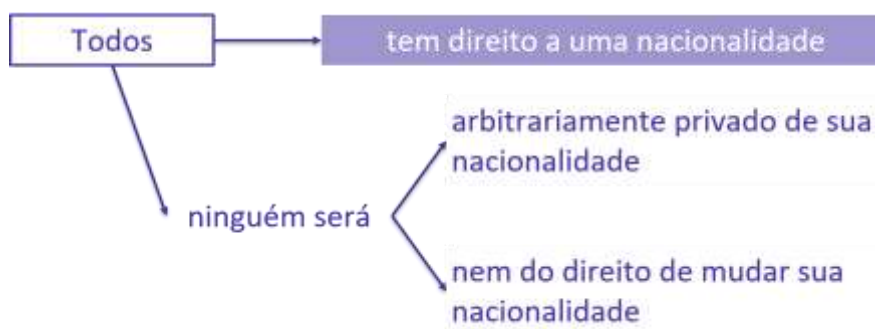 Todos
tem direito a uma nacionalidade
arbitrariamente privado de sua
nacionalidade
ninguém será
nem do direito de mudar sua
nacionalidade